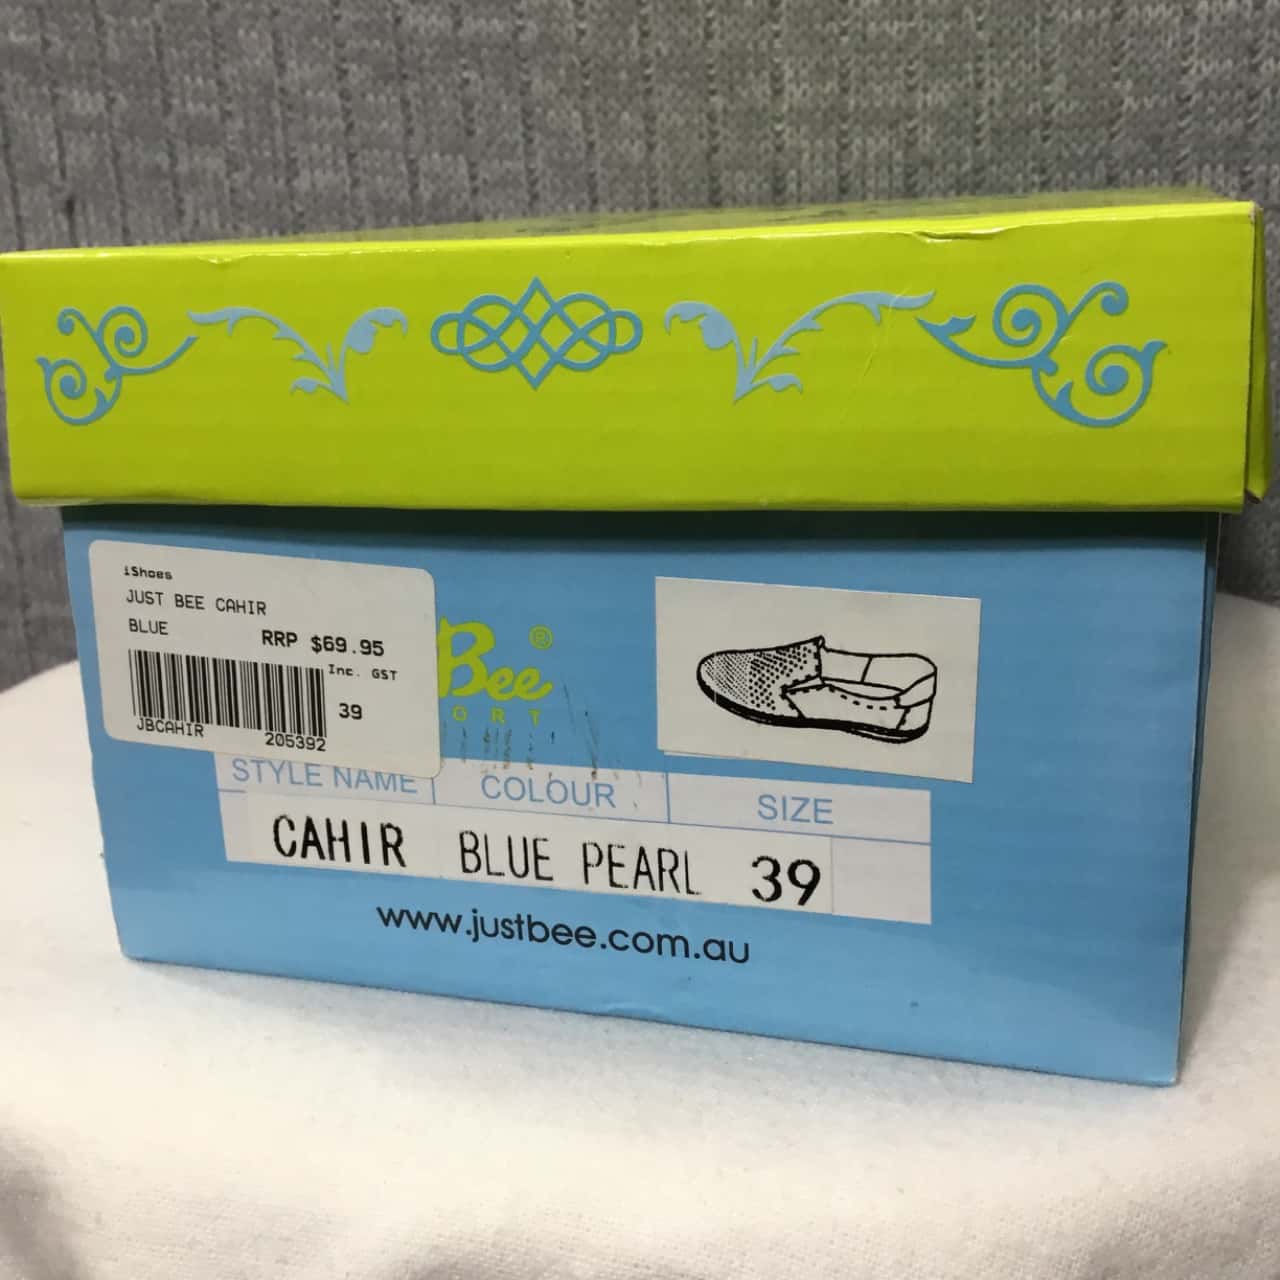 iShoes
JUST BEE CAHIR
BLUE RRP $69.95
Inc. GST
39
JBCAHIR 205392
Bee ®
ORT
STYLE NAME COLOUR SIZE
CAHIR BLUE PEARL 39
www.justbee.com.au